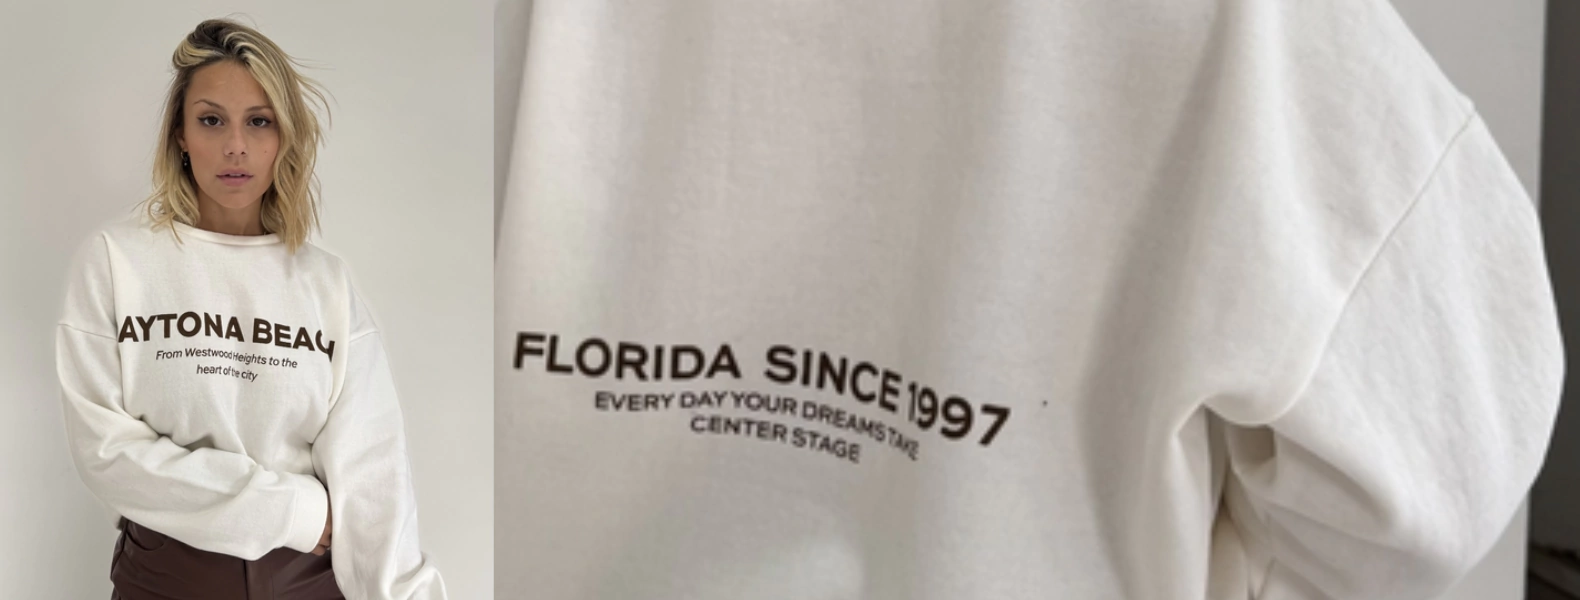 AYTONA BEAC
From Westwood Heights to the
heart of the city
FLORIDA SINCE 1997
EVERY DAY YOUR DREAMS TAKE
CENTER STAGE